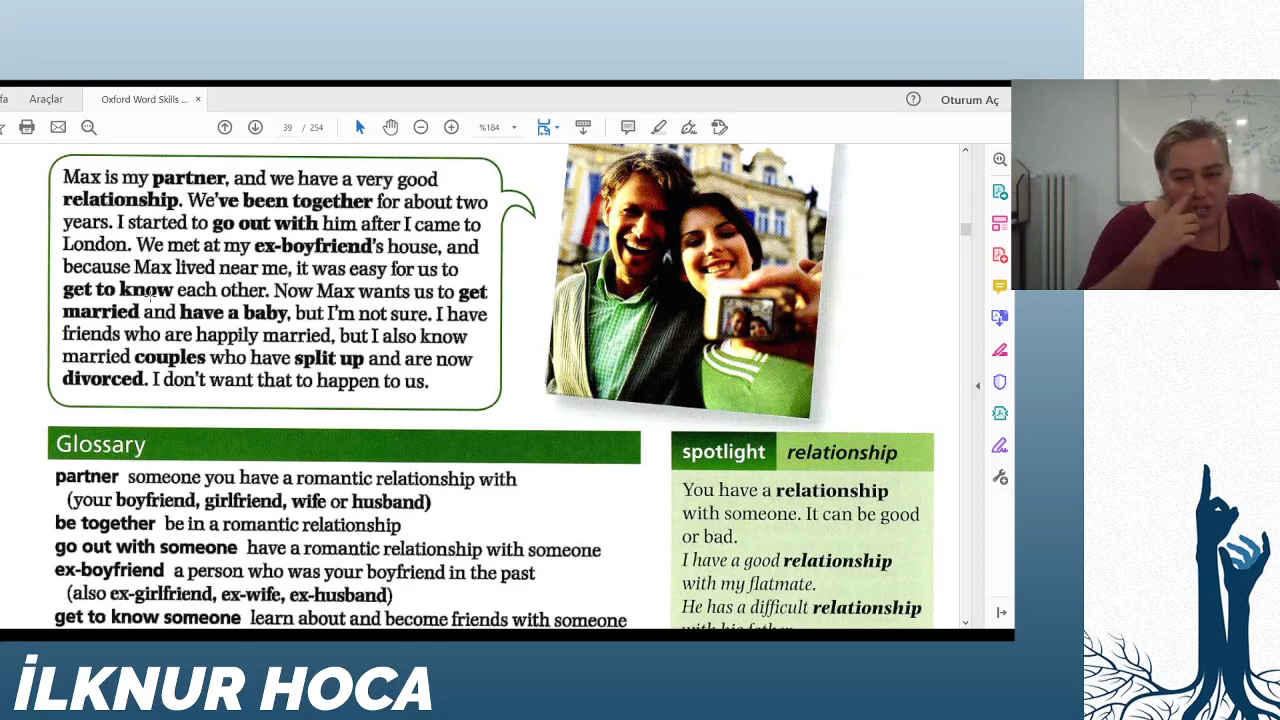 fa
Araçlar
Oxford Word Skills ...
×
Oturum Aç
39 / 254
%184
Max is my partner, and we have a very good
relationship. We've been together for about two
years. I started to go out with him after I came to
London. We met at my ex-boyfriend's house, and
because Max lived near me, it was easy for us to
get to know each other. Now Max wants us to get
married and have a baby, but I'm not sure. I have
friends who are happily married, but I also know
married couples who have split up and are now
divorced. I don't want that to happen to us.
Glossary
partner someone you have a romantic relationship with
(your boyfriend, girlfriend, wife or husband)
be together be in a romantic relationship
go out with someone have a romantic relationship with someone
ex-boyfriend a person who was your boyfriend in the past
(also ex-girlfriend, ex-wife, ex-husband)
get to know someone learn about and become friends with someone
spotlight relationship
You have a relationship
with someone. It can be good
or bad.
I have a good relationship
with my flatmate.
He has a difficult relationship
with his father.
İLKNUR HOCA